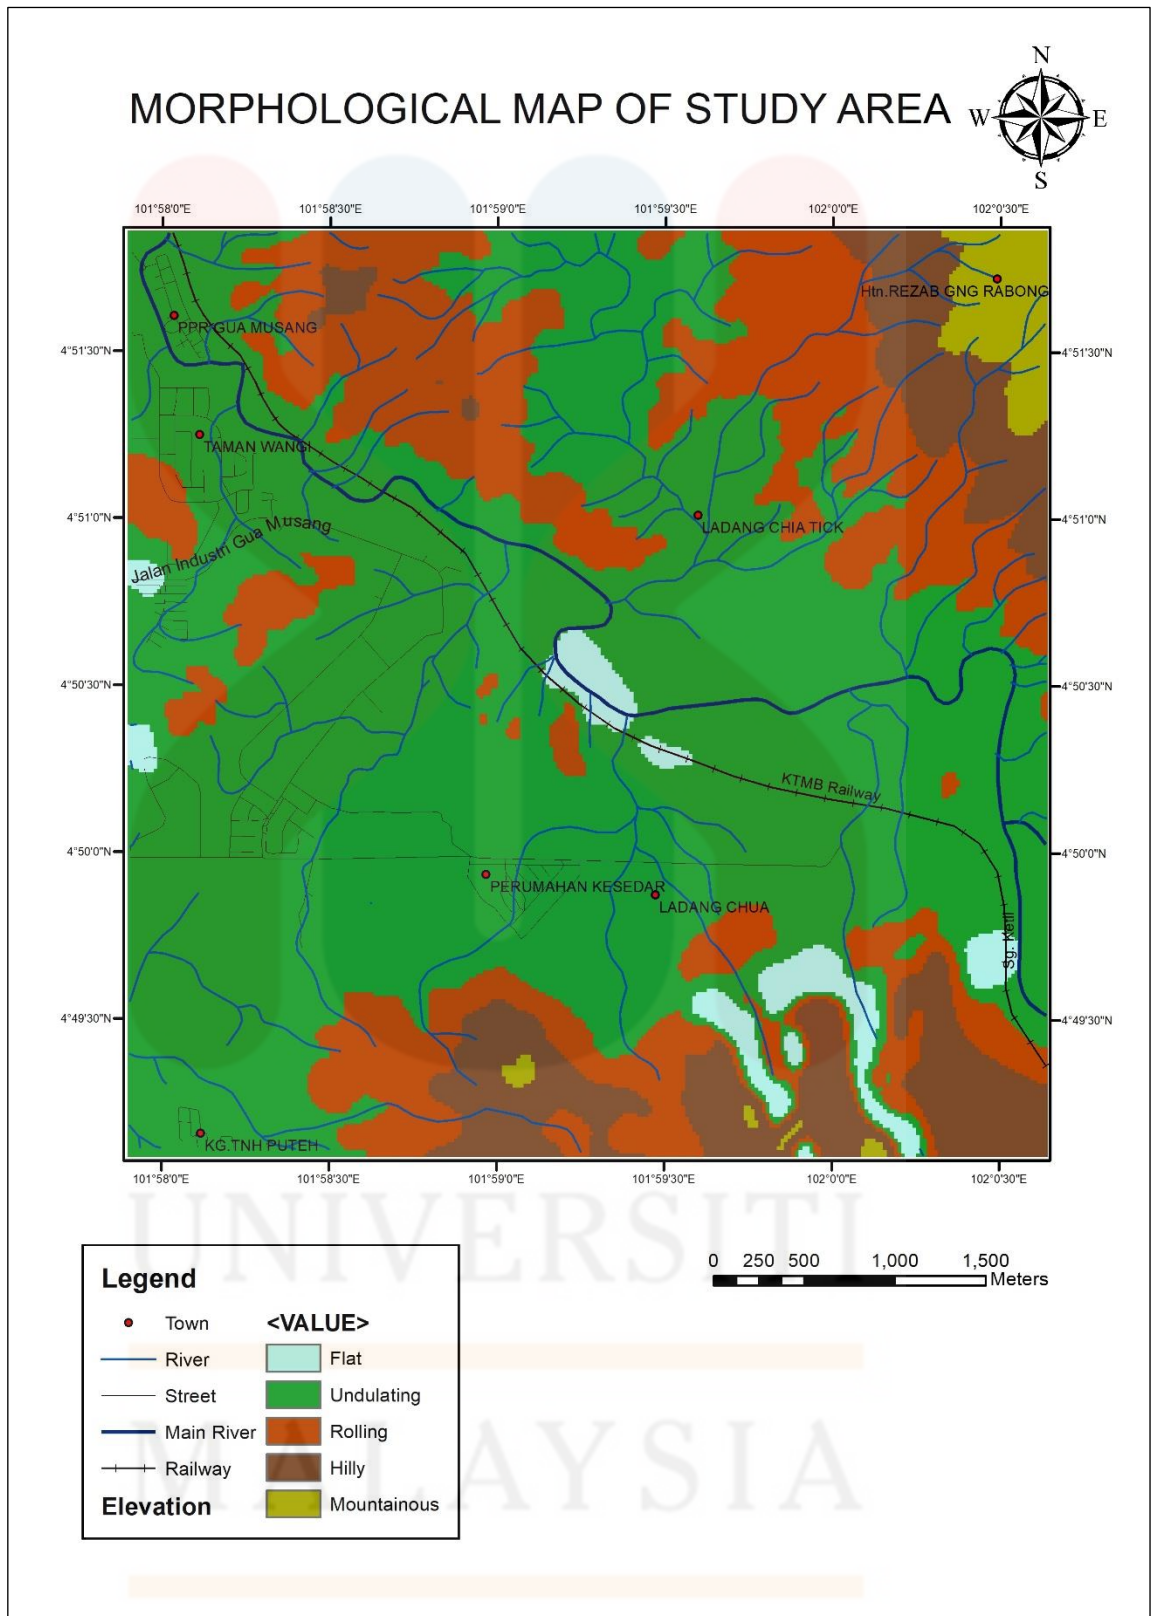 MORPHOLOGICAL MAP OF STUDY AREA
N
W E
S
101°58'0"E 101°58'30"E 101°59'0"E 101°59'30"E 102°0'0"E 102°0'30"E
Htn.REZAB GNG RABONG
PPR GUA MUSANG
4°51'30"N 4°51'30"N
TAMAN WANGI
4°51'0"N 4°51'0"N
LADANG CHIA TICK
Jalan Industri Gua Musang
4°50'30"N 4°50'30"N
KTMB Railway
4°50'0"N 4°50'0"N
PERUMAHAN KESEDAR
LADANG CHUA
Sg. Ketil
4°49'30"N 4°49'30"N
KG.TNH PUTEH
101°58'0"E 101°58'30"E 101°59'0"E 101°59'30"E 102°0'0"E 102°0'30"E
UNIVERSITI
0 250 500 1,000 1,500
Meters
Legend
Town <VALUE>
River Flat
Street Undulating
Main River Rolling
Railway Hilly
Elevation Mountainous
MALAYSIA